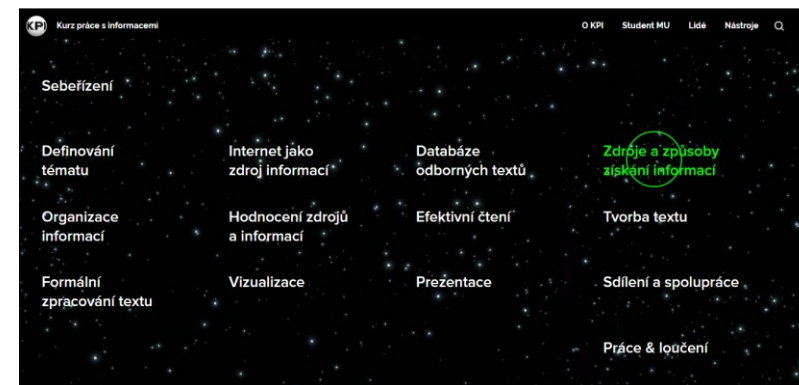 KPI Kurz práce s informacemi O KPI Student MU Lidé Nástroje
Sebeřízení
Definování
tématu
Internet jako
zdroj informací
Databáze
odborných textů
Zdroje a způsoby
získání informací
Organizace
informací
Hodnocení zdrojů
a informací
Efektivní čtení
Tvorba textu
Formální
zpracování textu
Vizualizace
Prezentace
Sdílení a spolupráce
Práce & loučení